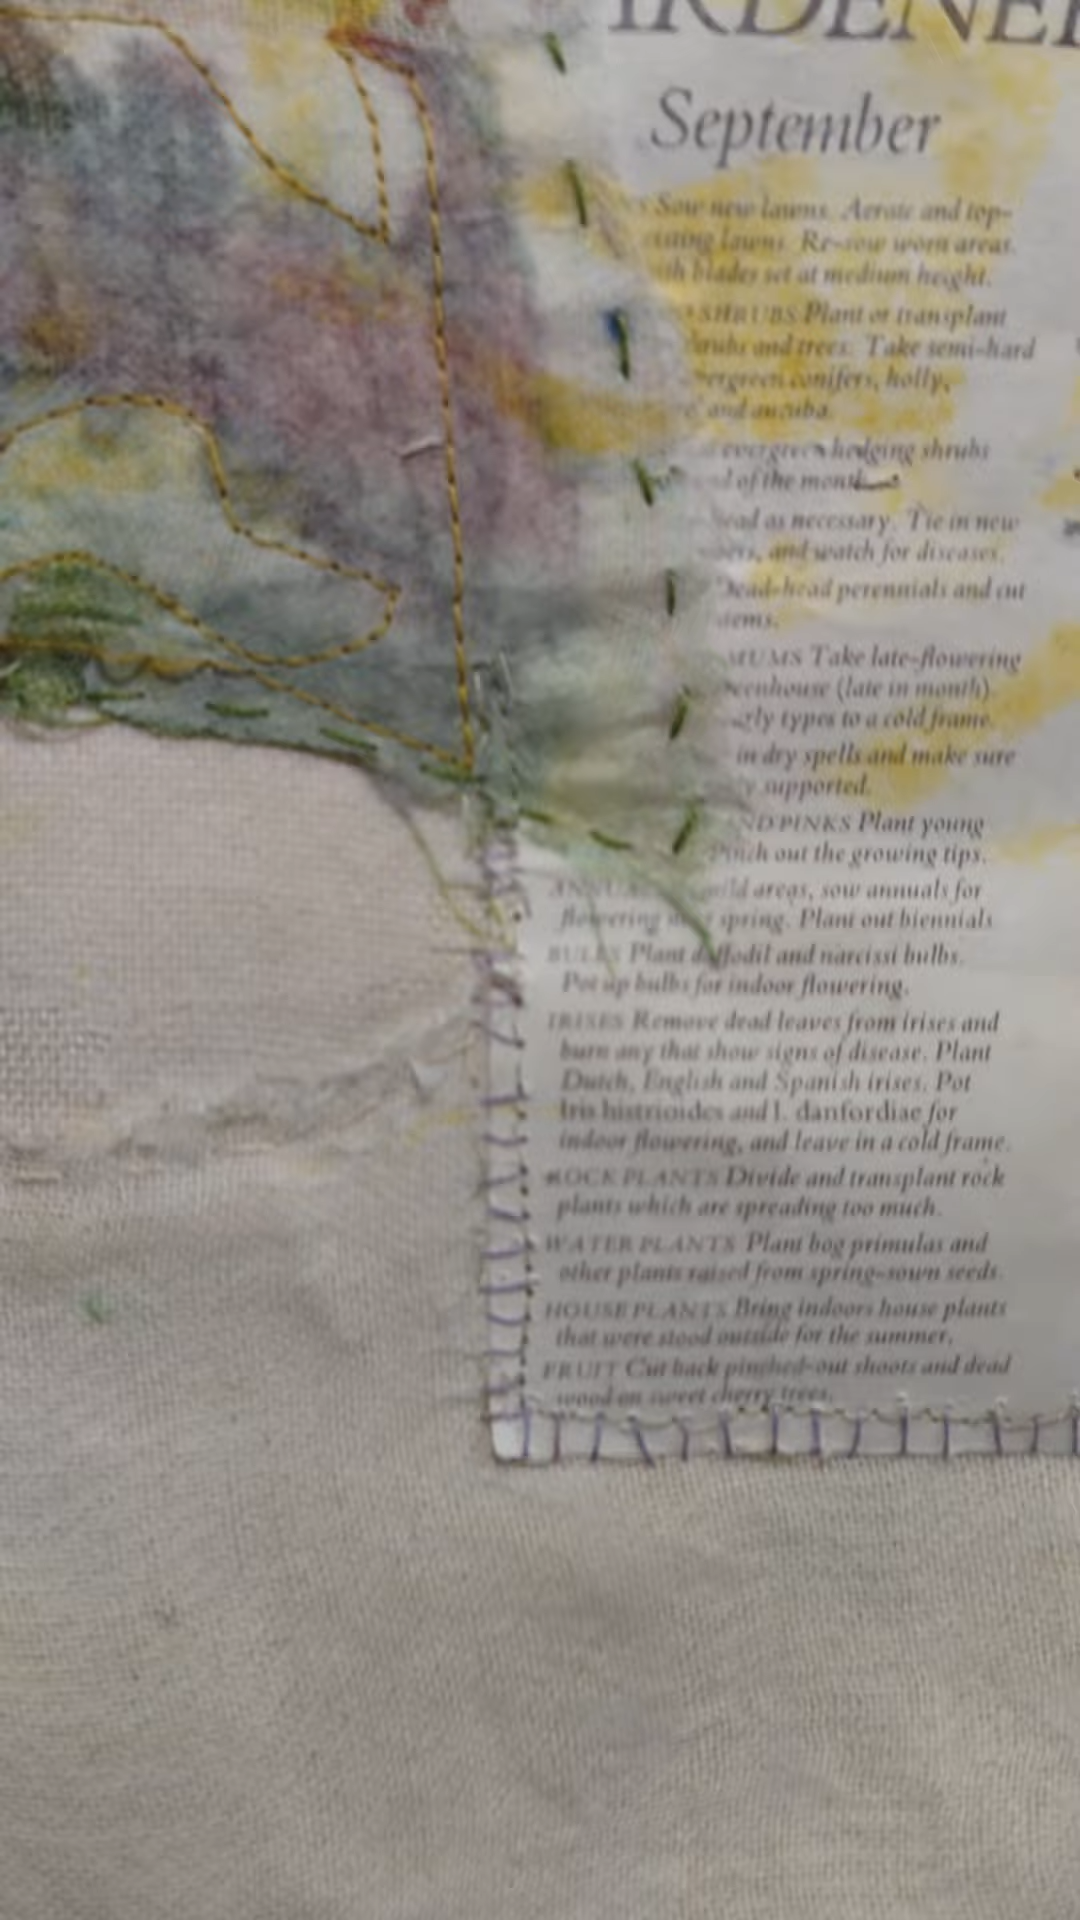 September
Sow new lawns. Aerate and top-
lawns. Re-sow worn areas.
blades set at medium height.
SHRUBS Plant or transplant
and trees. Take semi-hard
conifers, holly,
and aucuba.
evergreen hedging shrubs
of the month.
as necessary. Tie in new
and watch for diseases.
Dead-head perennials and cut
MUMS Take late-flowering
(late in month).
types to a cold frame.
in dry spells and make sure
supported.
PINKS Plant young
Pinch out the growing tips.
areas, sow annuals for
flowering spring. Plant out biennials
BULBS Plant daffodil and narcissi bulbs.
Pot up bulbs for indoor flowering.
IRISES Remove dead leaves from irises and
burn any that show signs of disease. Plant
Dutch, English and Spanish irises. Pot
Iris histrioides and I. danfordiae for
indoor flowering, and leave in a cold frame.
ROCK PLANTS Divide and transplant rock
plants which are spreading too much.
WATER PLANTS Plant bog primulas and
other plants raised from spring-sown seeds.
HOUSE PLANTS Bring indoors house plants
that were stood outside for the summer.
FRUIT Cut back pinched-out shoots and dead
wood on sweet cherry trees.